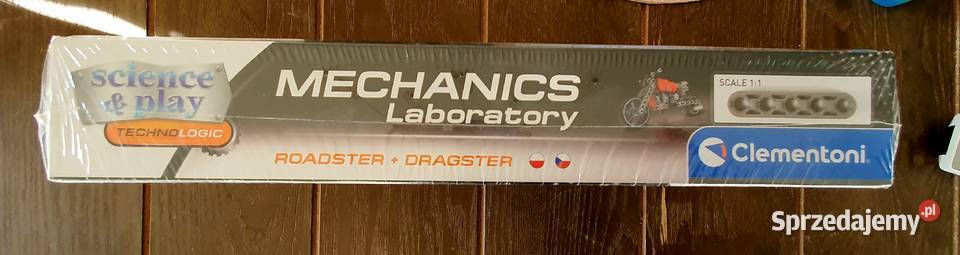 science
& play
TECHNOLOGIC
MECHANICS
Laboratory
ROADSTER + DRAGSTER
SCALE 1:1
Clementoni
Sprzedajemy.pl